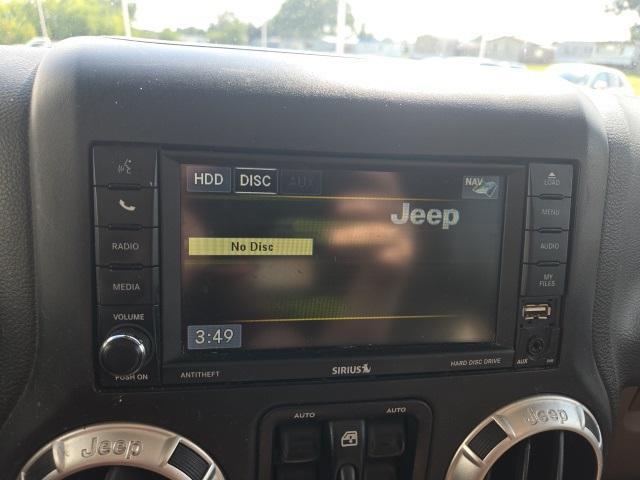 HDD DISC AUX NAV
LOAD
Jeep
MENU
RADIO
No Disc
AUDIO
MEDIA
MY
FILES
VOLUME
3:49
PUSH ON
ANTITHEFT
SIRIUS
HARD DISC DRIVE
AUX
AUTO
AUTO
Jeep
Jeep